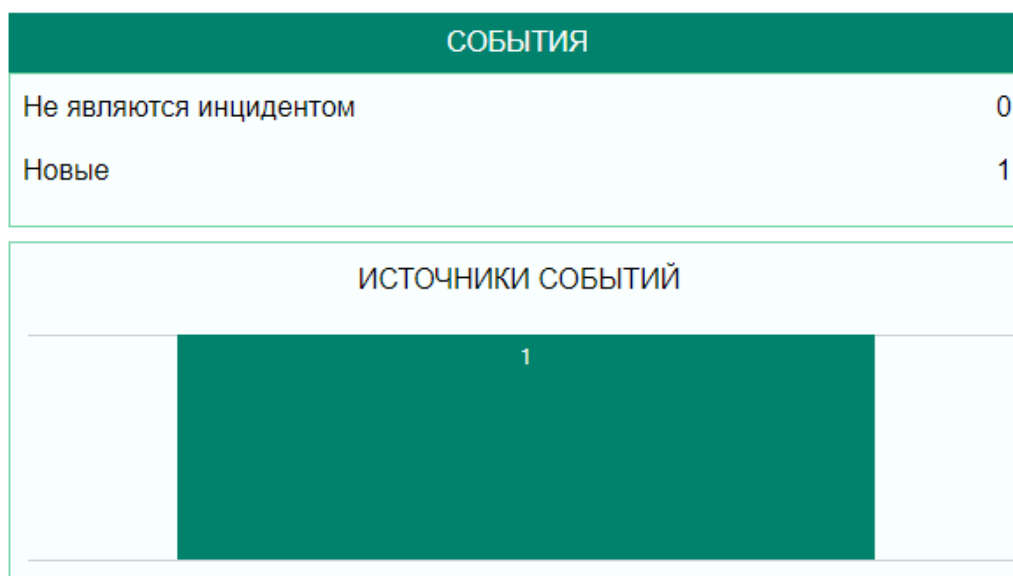 СОБЫТИЯ
Не являются инцидентом 0
Новые 1
ИСТОЧНИКИ СОБЫТИЙ
1